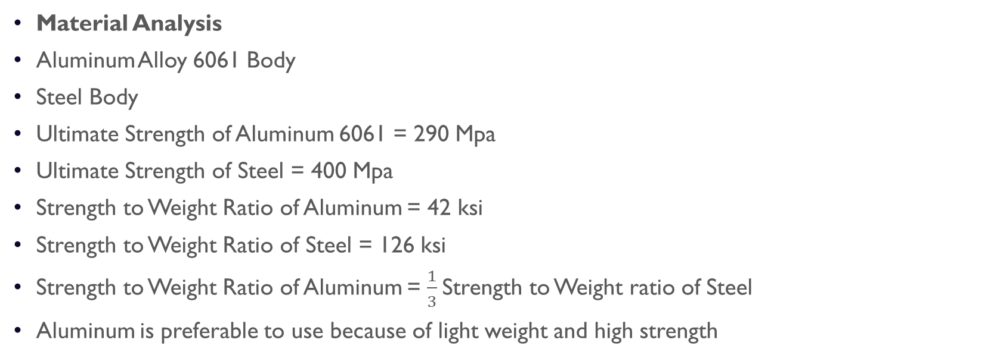 • Material Analysis
• Aluminum Alloy 6061 Body
• Steel Body
• Ultimate Strength of Aluminum 6061 = 290 Mpa
• Ultimate Strength of Steel = 400 Mpa
• Strength to Weight Ratio of Aluminum = 42 ksi
• Strength to Weight Ratio of Steel = 126 ksi
• Strength to Weight Ratio of Aluminum = 1/3 Strength to Weight ratio of Steel
• Aluminum is preferable to use because of light weight and high strength